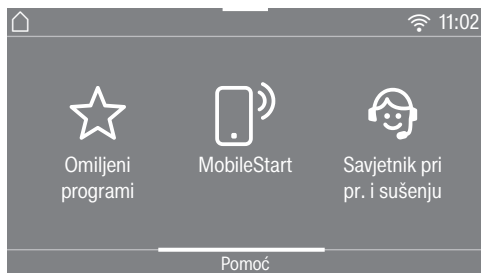 11:02
Omiljeni
programi
MobileStart
Savjetnik pri
pr. i sušenju
Pomoć